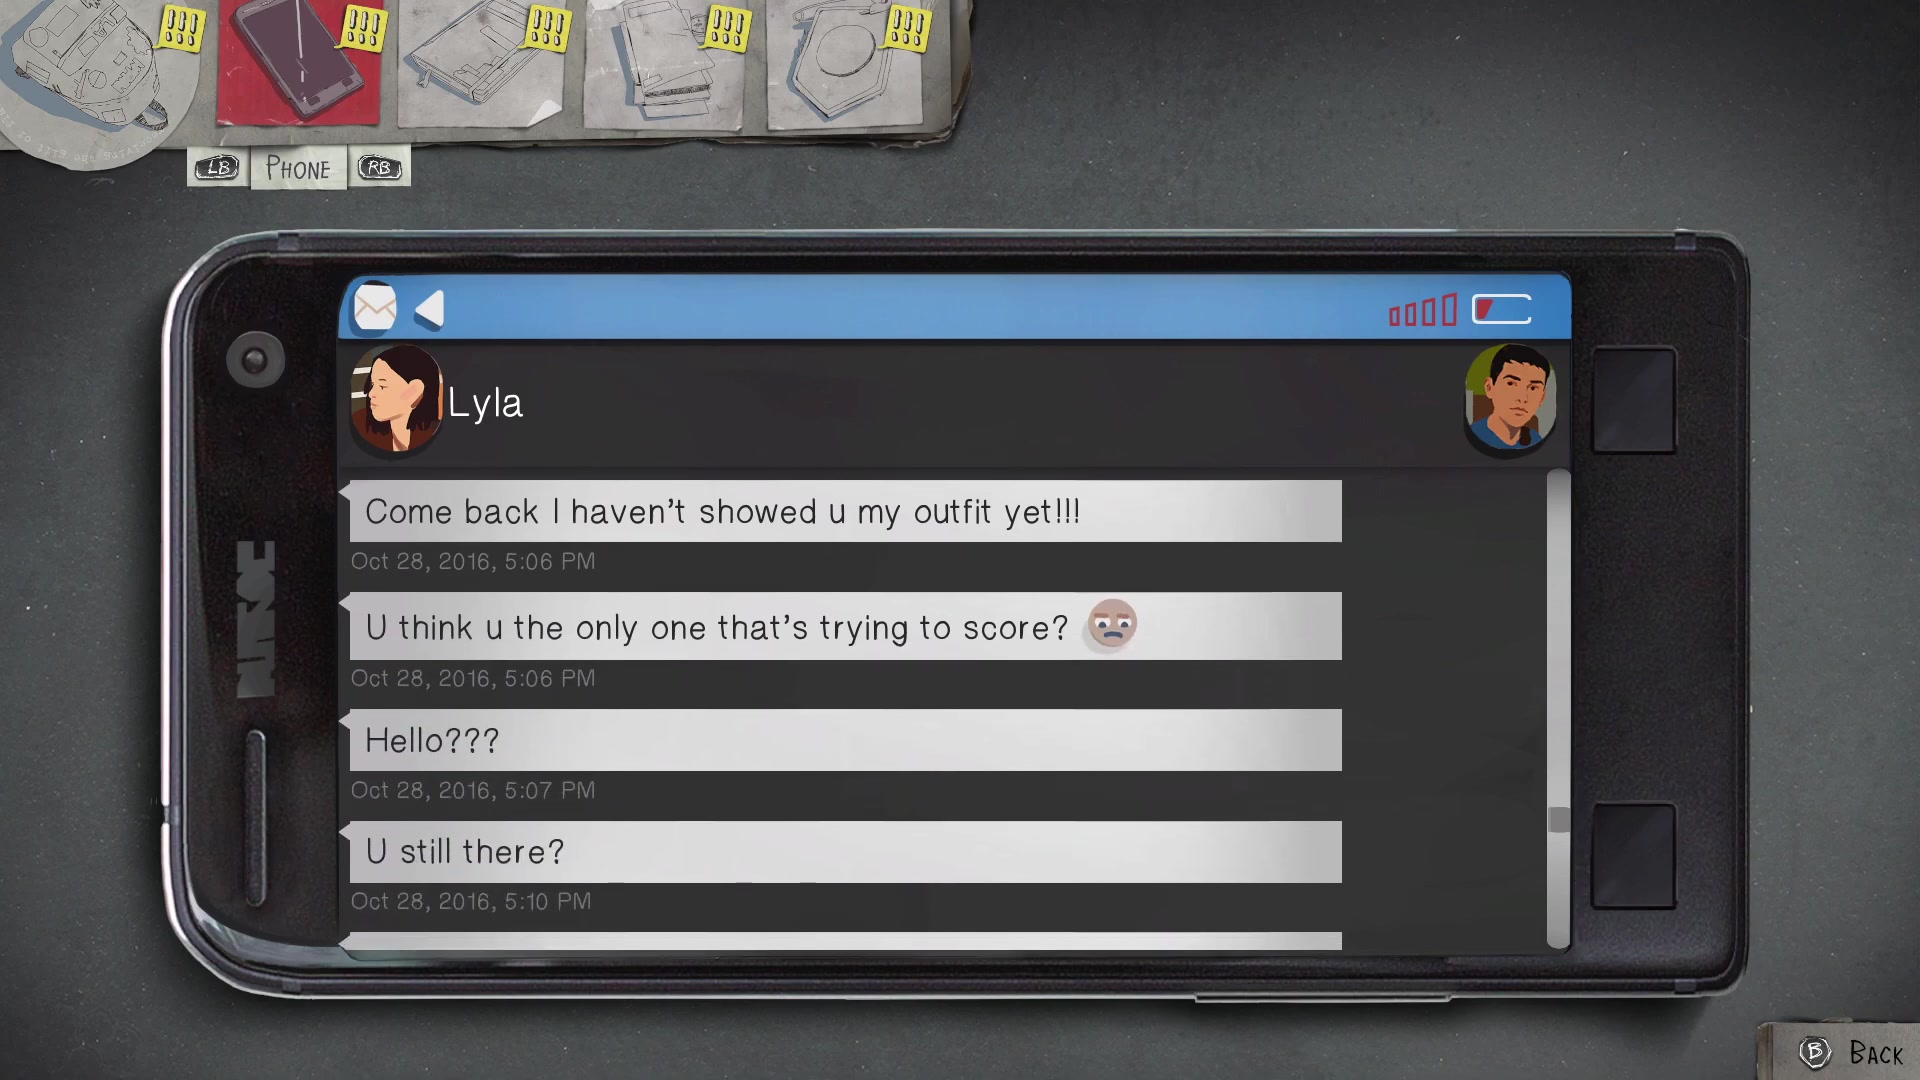 LB PHONE RB
Lyla
Come back I haven't showed u my outfit yet!!!
Oct 28, 2016, 5:06 PM
U think u the only one that's trying to score?
Oct 28, 2016, 5:06 PM
Hello???
Oct 28, 2016, 5:07 PM
U still there?
Oct 28, 2016, 5:10 PM
B BACK